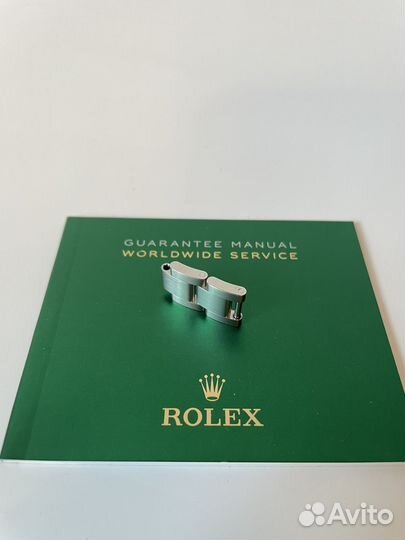 GUARANTEE MANUAL
WORLDWIDE SERVICE
ROLEX
Avito